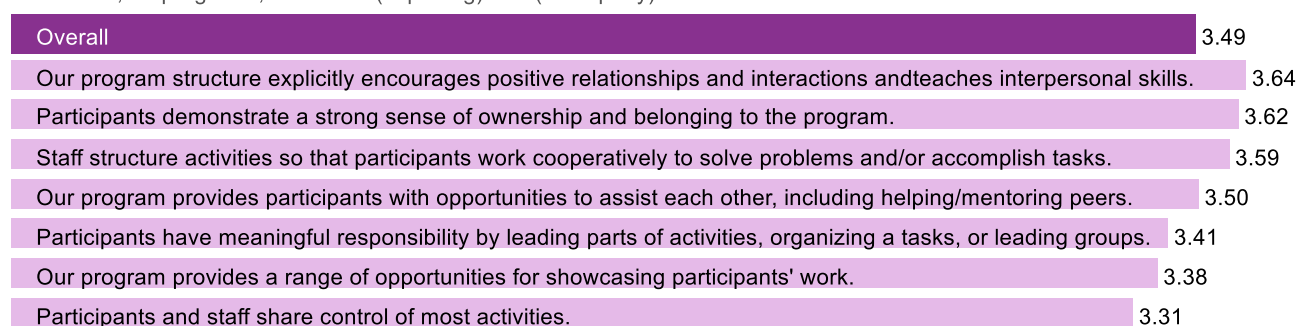 Overall 3.49
Our program structure explicitly encourages positive relationships and interactions andteaches interpersonal skills. 3.64
Participants demonstrate a strong sense of ownership and belonging to the program. 3.62
Staff structure activities so that participants work cooperatively to solve problems and/or accomplish tasks. 3.59
Our program provides participants with opportunities to assist each other, including helping/mentoring peers. 3.50
Participants have meaningful responsibility by leading parts of activities, organizing a tasks, or leading groups. 3.41
Our program provides a range of opportunities for showcasing participants' work. 3.38
Participants and staff share control of most activities. 3.31